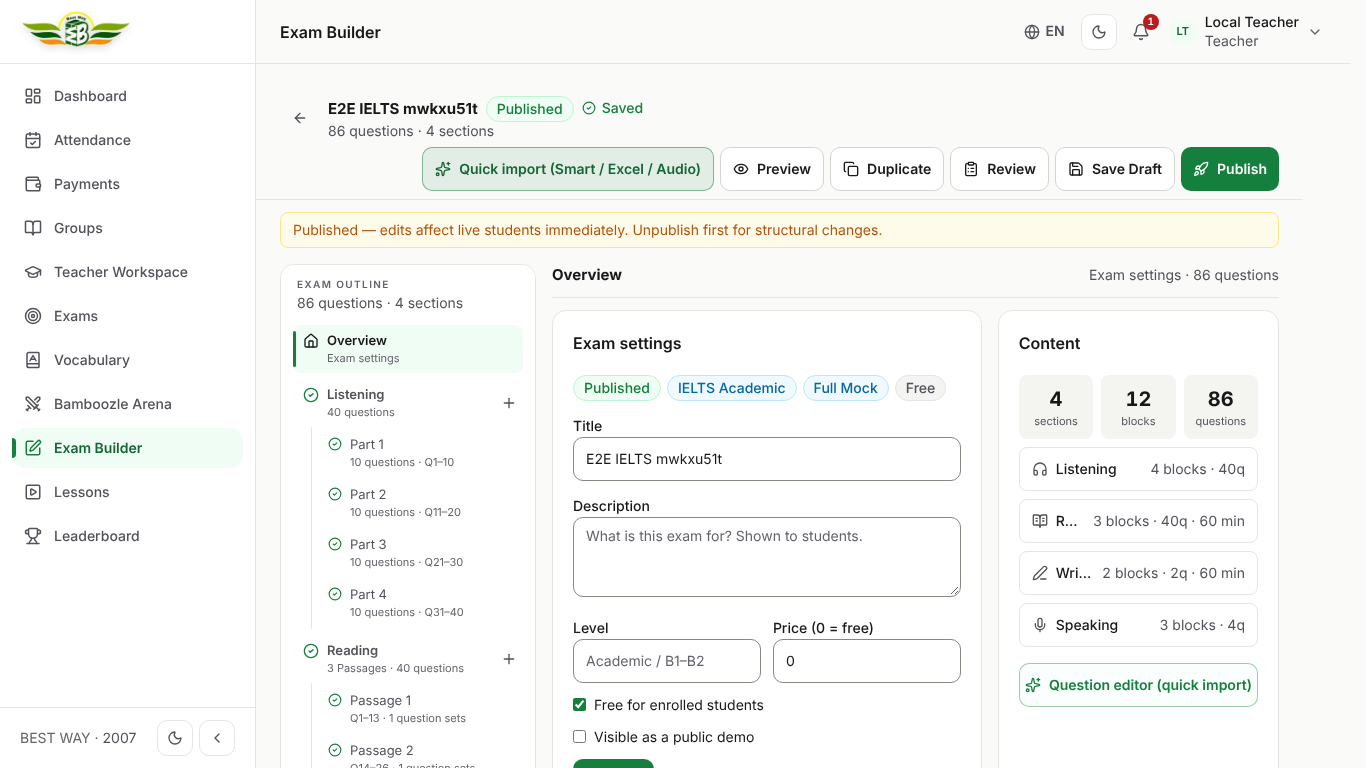 Exam Builder
EN
1
LT
Local Teacher
Teacher
Dashboard
Attendance
Payments
Groups
Teacher Workspace
Exams
Vocabulary
Bamboozle Arena
Exam Builder
Lessons
Leaderboard
BEST WAY · 2007
E2E IELTS mwkxu51t
Published
Saved
86 questions · 4 sections
Quick import (Smart / Excel / Audio)
Preview
Duplicate
Review
Save Draft
Publish
Published — edits affect live students immediately. Unpublish first for structural changes.
EXAM OUTLINE
86 questions · 4 sections
Overview
Exam settings
Listening
40 questions
Part 1
10 questions · Q1–10
Part 2
10 questions · Q11–20
Part 3
10 questions · Q21–30
Part 4
10 questions · Q31–40
Reading
3 Passages · 40 questions
Passage 1
Q1–13 · 1 question sets
Passage 2
Q14–26 · 1 question sets
Overview
Exam settings · 86 questions
Exam settings
Published
IELTS Academic
Full Mock
Free
Title
E2E IELTS mwkxu51t
Description
What is this exam for? Shown to students.
Level
Price (0 = free)
Academic / B1–B2
0
Free for enrolled students
Visible as a public demo
Content
4
sections
12
blocks
86
questions
Listening
4 blocks · 40q
R...
3 blocks · 40q · 60 min
Wri...
2 blocks · 2q · 60 min
Speaking
3 blocks · 4q
Question editor (quick import)